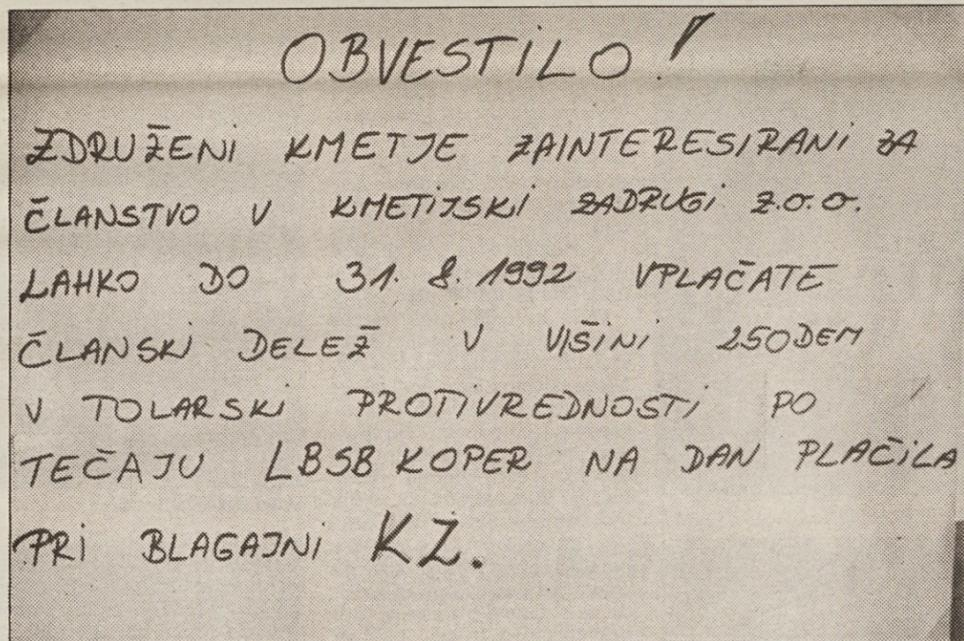 OBVESTILO!
ZDRUŽENI KMETJE ZAINTERESIRANI ZA
ČLANSTVO V KMETIJSKI ZADRUGI Z.O.O.
LAHKO DO 31. 8. 1992 VPLAČATE
ČLANSKI DELEŽ V VIŠINI 250DEM
V TOLARSKI PROTIVREDNOSTI PO
TEČAJU LBSB KOPER NA DAN PLAČILA
PRI BLAGAJNI KZ.